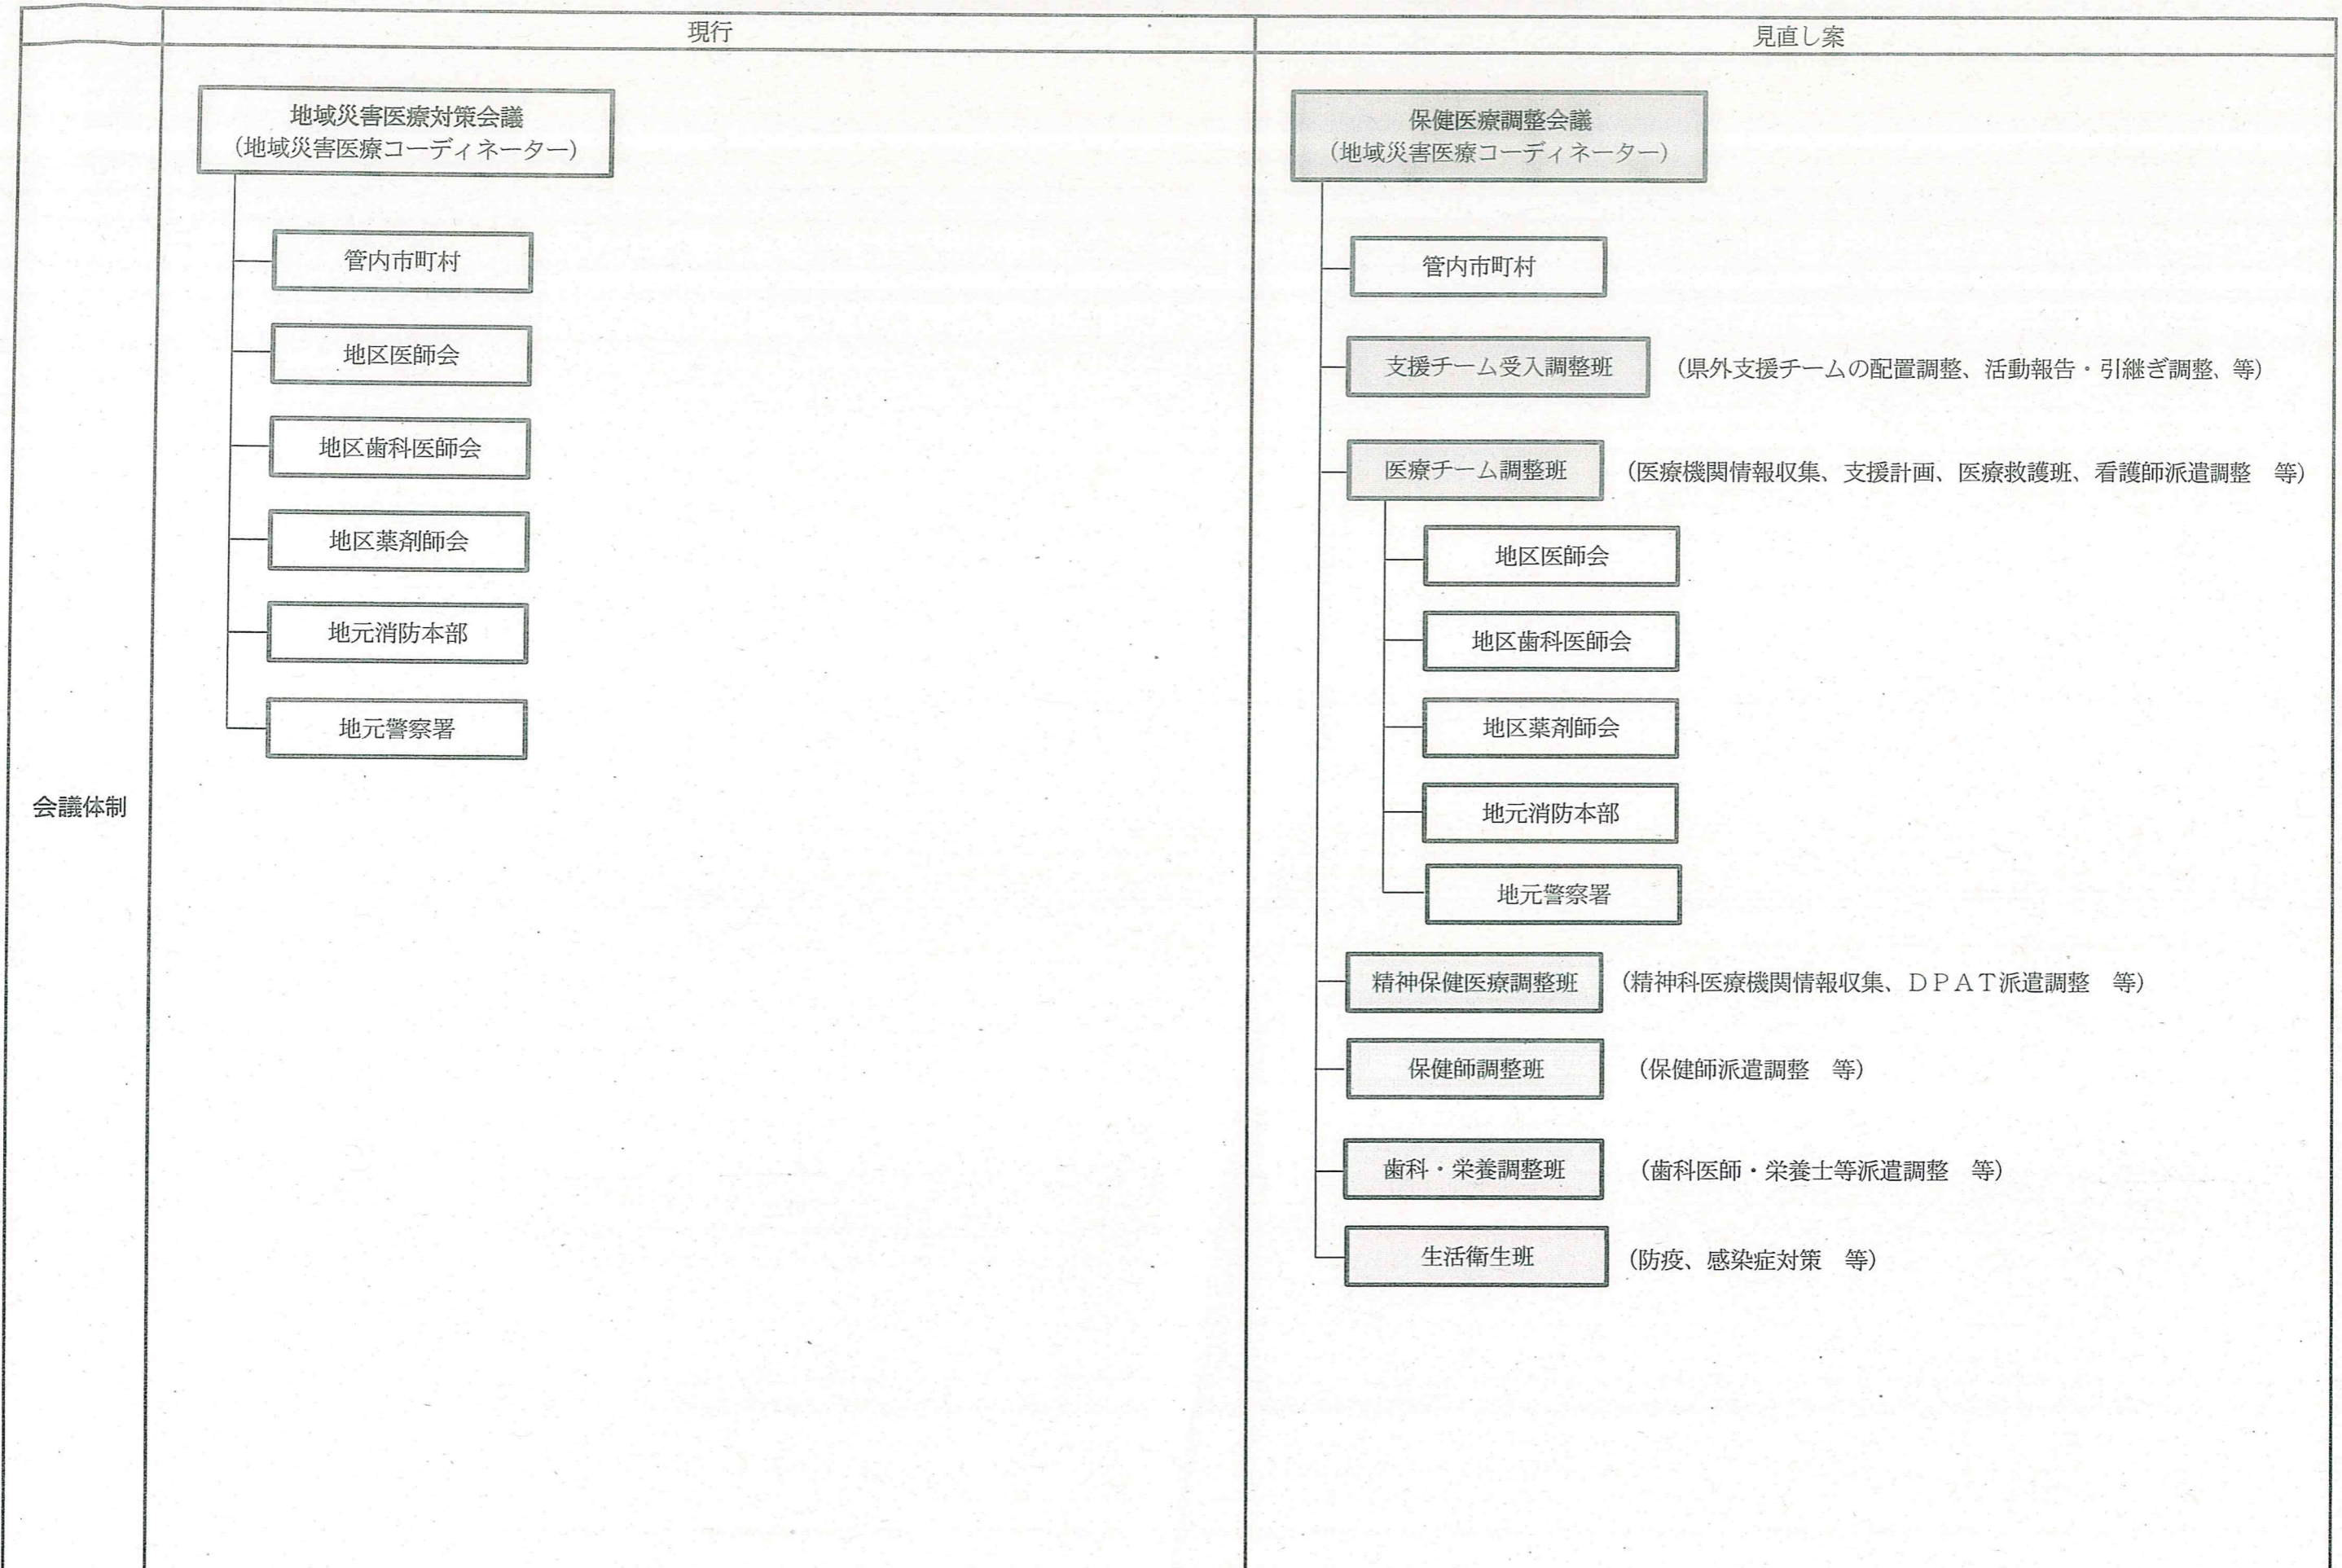 現行
見直し案
会議体制
地域災害医療対策会議
（地域災害医療コーディネーター）
管内市町村
地区医師会
地区歯科医師会
地区薬剤師会
地元消防本部
地元警察署
保健医療調整会議
（地域災害医療コーディネーター）
管内市町村
支援チーム受入調整班　（県外支援チームの配置調整、活動報告・引継ぎ調整、等）
医療チーム調整班　（医療機関情報収集、支援計画、医療救護班、看護師派遣調整　等）
地区医師会
地区歯科医師会
地区薬剤師会
地元消防本部
地元警察署
精神保健医療調整班　（精神科医療機関情報収集、ＤＰＡＴ派遣調整　等）
保健師調整班　（保健師派遣調整　等）
歯科・栄養調整班　（歯科医師・栄養士等派遣調整　等）
生活衛生班　（防疫、感染症対策　等）